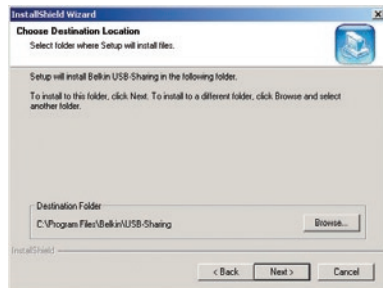 InstallShield Wizard
Choose Destination Location
Select folder where Setup will install files.
Setup will install Belkin USB-Sharing in the following folder.
To install to this folder, click Next. To install to a different folder, click Browse and select
another folder.
Destination Folder
C:\Program Files\Belkin\USB-Sharing
Browse...
InstallShield
< Back
Next >
Cancel